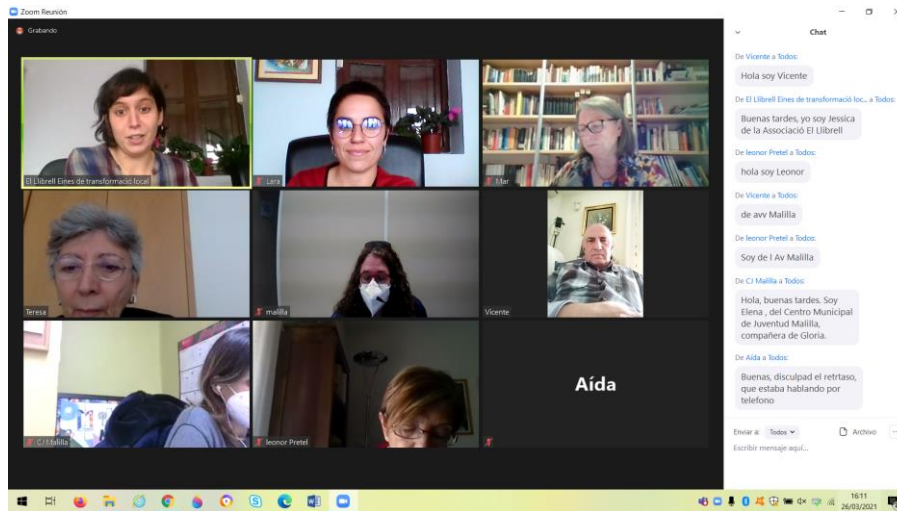 Zoom Reunión
Grabando
El Llibrell Eines de transformació local
Lara
Mar
Teresa
malilla
Vicente
CJ Malilla
leonor Pretel
Aída
Chat
De Vicente a Todos:
Hola soy Vicente
De El Llibrell Eines de transformació loc... a Todos:
Buenas tardes, yo soy Jessica
de la Associació El Llibrell
De leonor Pretel a Todos:
hola soy Leonor
De leonor Pretel a Todos:
de avv Malilla
De leonor Pretel a Todos:
Soy de l Av Malilla
De CJ Malilla a Todos:
Hola, buenas tardes. Soy
Elena , del Centro Municipal
de Juventud Malilla,
compañera de Gloria.
De Aída a Todos:
Buenas, disculpad el retrtaso,
que estaba hablando por
telefono
Enviar a: Todos
Archivo
Escribir mensaje aquí...
16:11
26/03/2021